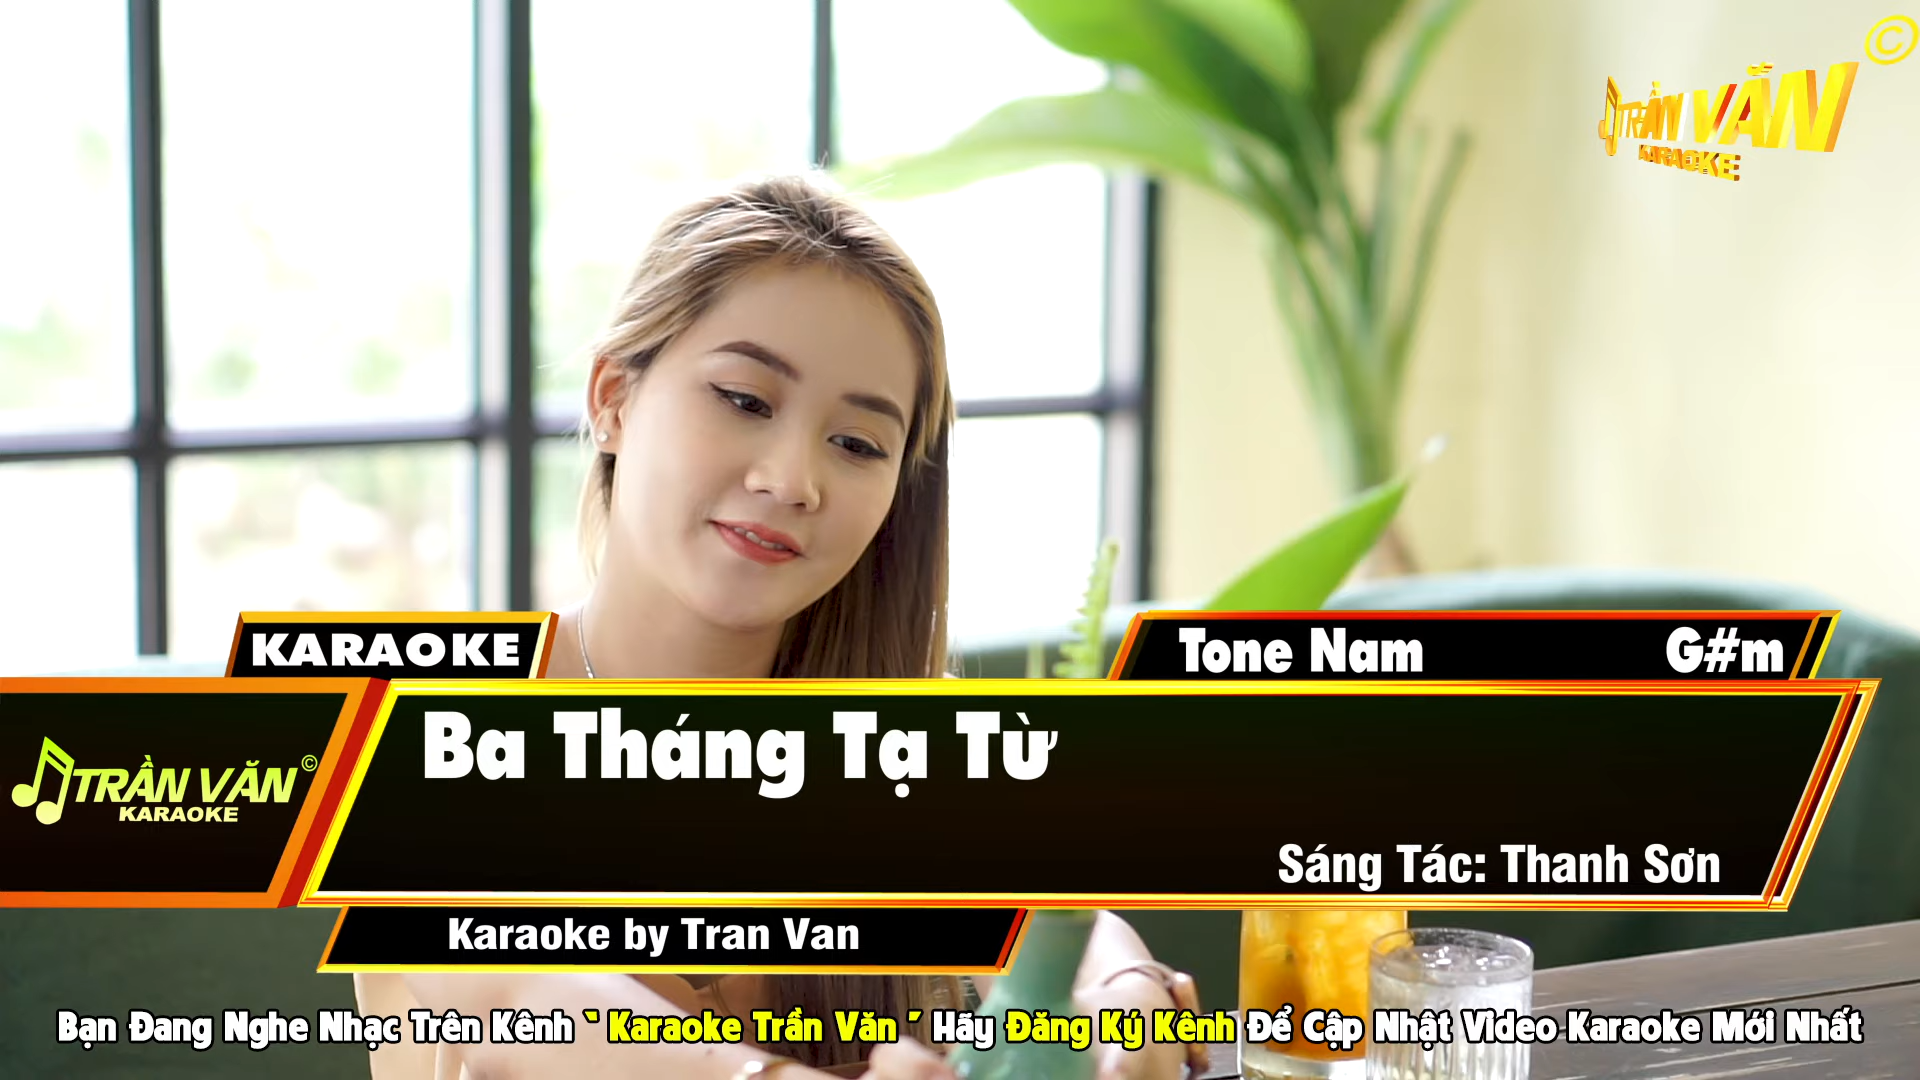 ©
TRẦN VĂN
KARAOKE
KARAOKE
Tone Nam G#m
Ba Tháng Tạ Từ
TRẦN VĂN ©
KARAOKE
Sáng Tác: Thanh Sơn
Karaoke by Tran Van
Bạn Đang Nghe Nhạc Trên Kênh ` Karaoke Trần Văn ´ Hãy Đăng Ký Kênh Để Cập Nhật Video Karaoke Mới Nhất